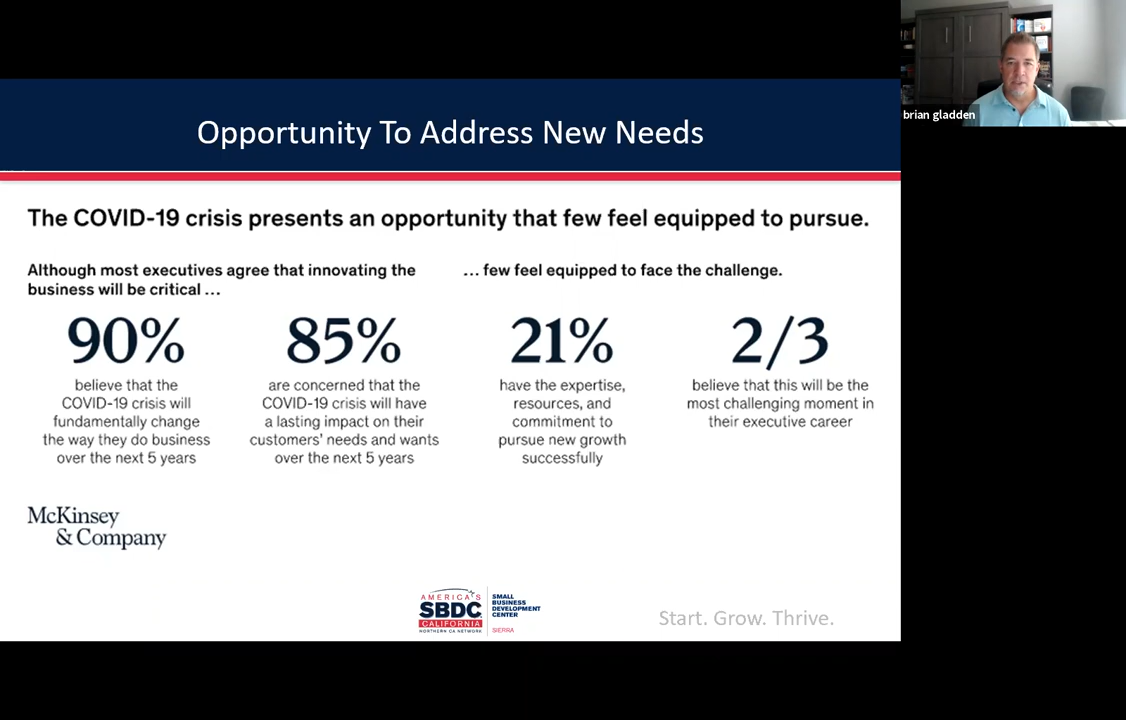 brian gladden
Opportunity To Address New Needs
The COVID-19 crisis presents an opportunity that few feel equipped to pursue.
Although most executives agree that innovating the
business will be critical ...
... few feel equipped to face the challenge.
90%
believe that the
COVID-19 crisis will
fundamentally change
the way they do business
over the next 5 years
85%
are concerned that the
COVID-19 crisis will have
a lasting impact on their
customers' needs and wants
over the next 5 years
21%
have the expertise,
resources, and
commitment to
pursue new growth
successfully
2/3
believe that this will be the
most challenging moment in
their executive career
McKinsey
& Company
AMERICA'S
SBDC
CALIFORNIA
NORTHERN CA NETWORK
SMALL
BUSINESS
DEVELOPMENT
CENTER
SIERRA
Start. Grow. Thrive.